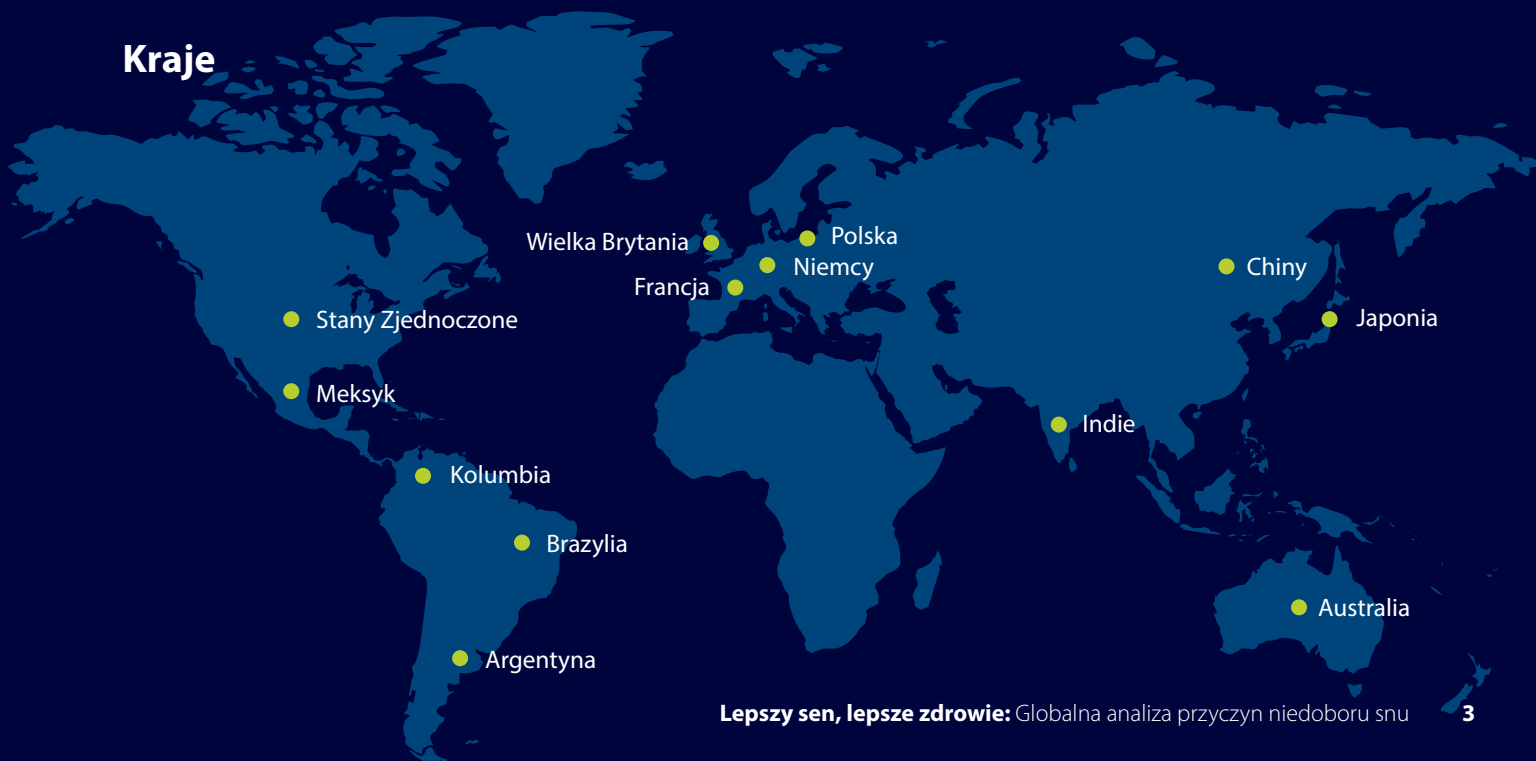 Kraje
Wielka Brytania
Polska
Niemcy
Francja
Chiny
Stany Zjednoczone
Japonia
Meksyk
Indie
Kolumbia
Brazylia
Australia
Argentyna
Lepszy sen, lepsze zdrowie: Globalna analiza przyczyn niedoboru snu 3